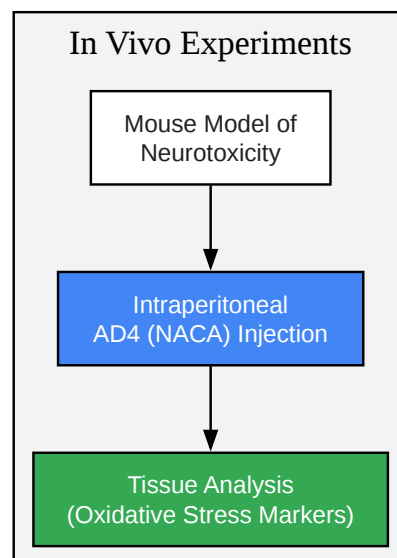 In Vivo Experiments
Mouse Model of
Neurotoxicity
Intraperitoneal
AD4 (NACA) Injection
Tissue Analysis
(Oxidative Stress Markers)